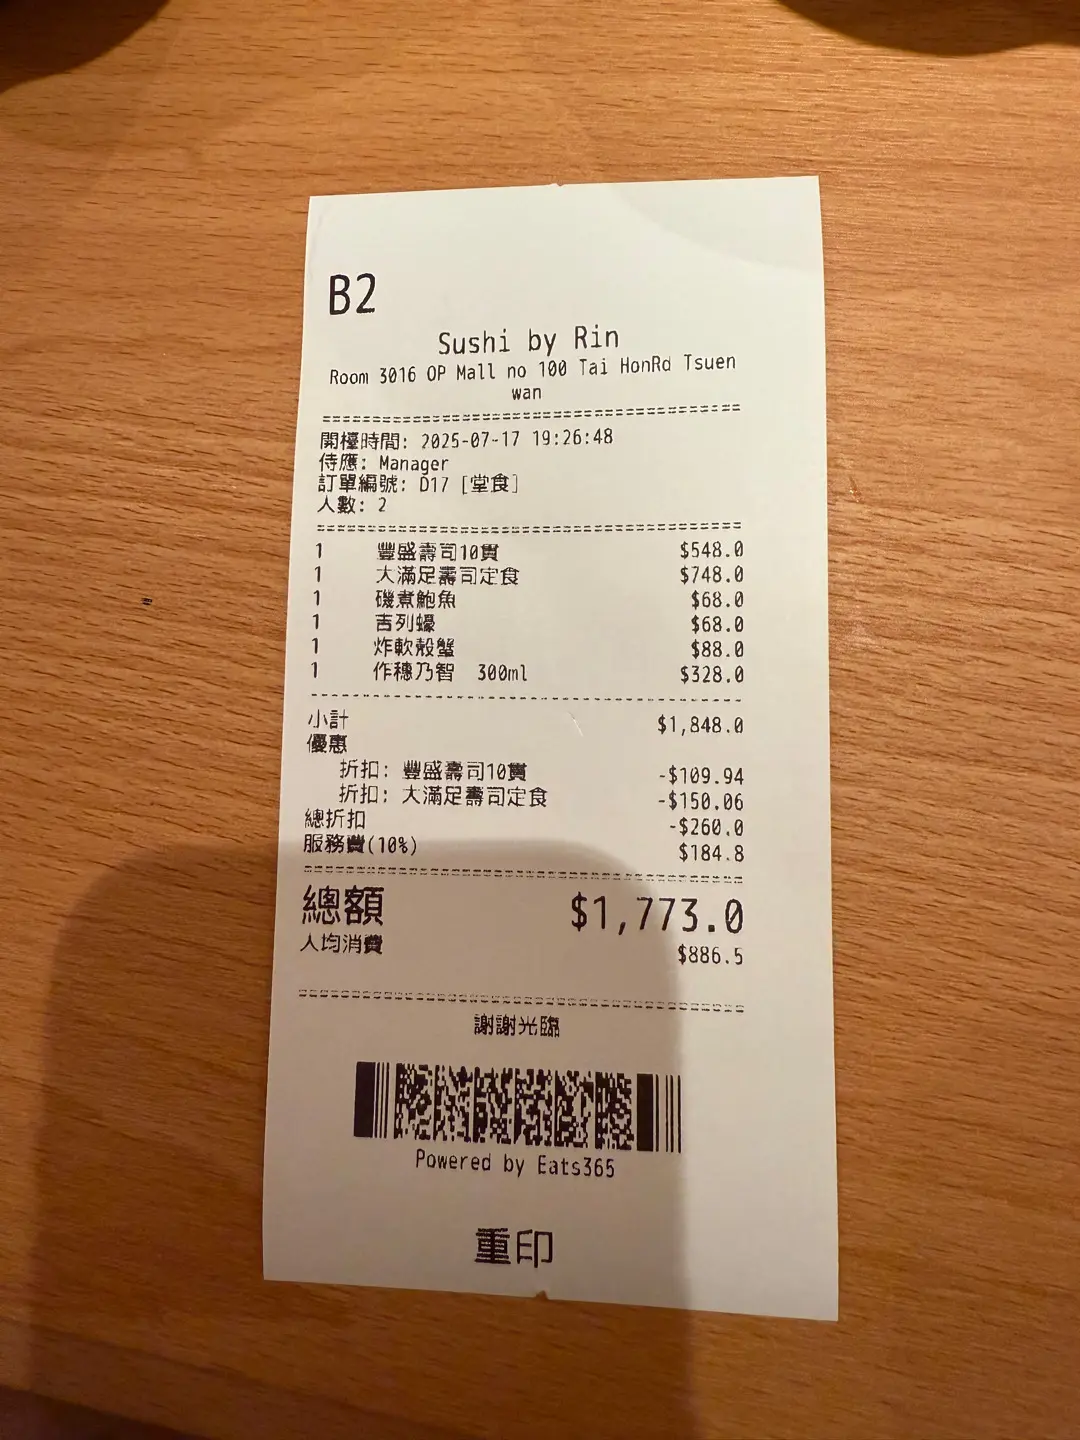 B2
Sushi by Rin
Room 3016 OP Mall no 100 Tai HonRd Tsuen
wan
開檯時間: 2025-07-17 19:26:48
侍應: Manager
訂單編號: D17 [堂食]
人數: 2
1 豐盛壽司10貫 $548.0
1 大滿足壽司定食 $748.0
1 磯煮鮑魚 $68.0
1 吉列蠔 $68.0
1 炸軟殼蟹 $88.0
1 作穗乃智 300ml $328.0
小計 $1,848.0
優惠
折扣: 豐盛壽司10貫 -$109.94
折扣: 大滿足壽司定食 -$150.06
總折扣 -$260.0
服務費(10%) $184.8
總額 $1,773.0
人均消費 $886.5
謝謝光臨
Powered by Eats365
重印